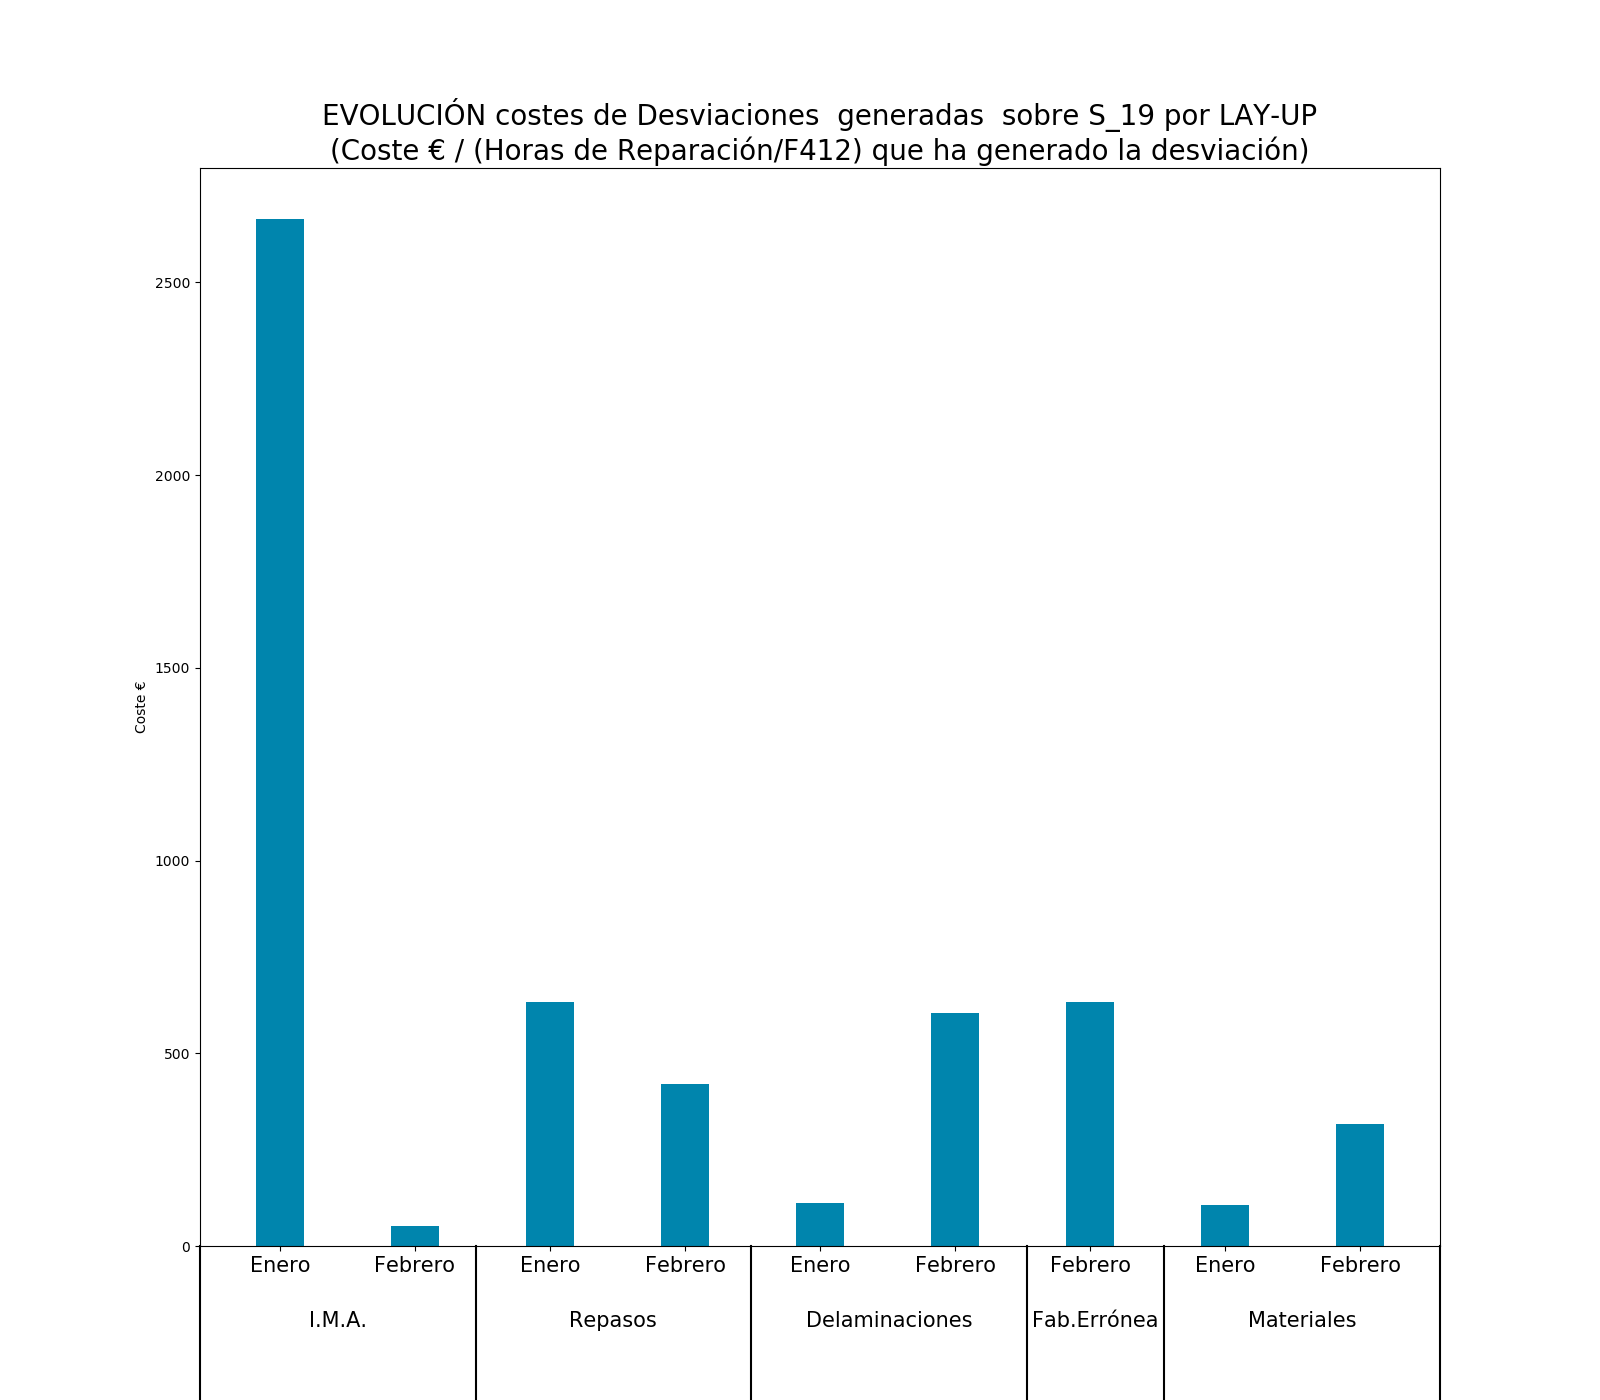 EVOLUCIÓN costes de Desviaciones  generadas  sobre S_19 por LAY-UP
(Coste € / (Horas de Reparación/F412) que ha generado la desviación)
2500
2000
1500
1000
500
0
Coste €
Enero Febrero Enero Febrero Enero Febrero Febrero Enero Febrero
I.M.A. Repasos Delaminaciones Fab.Errónea Materiales